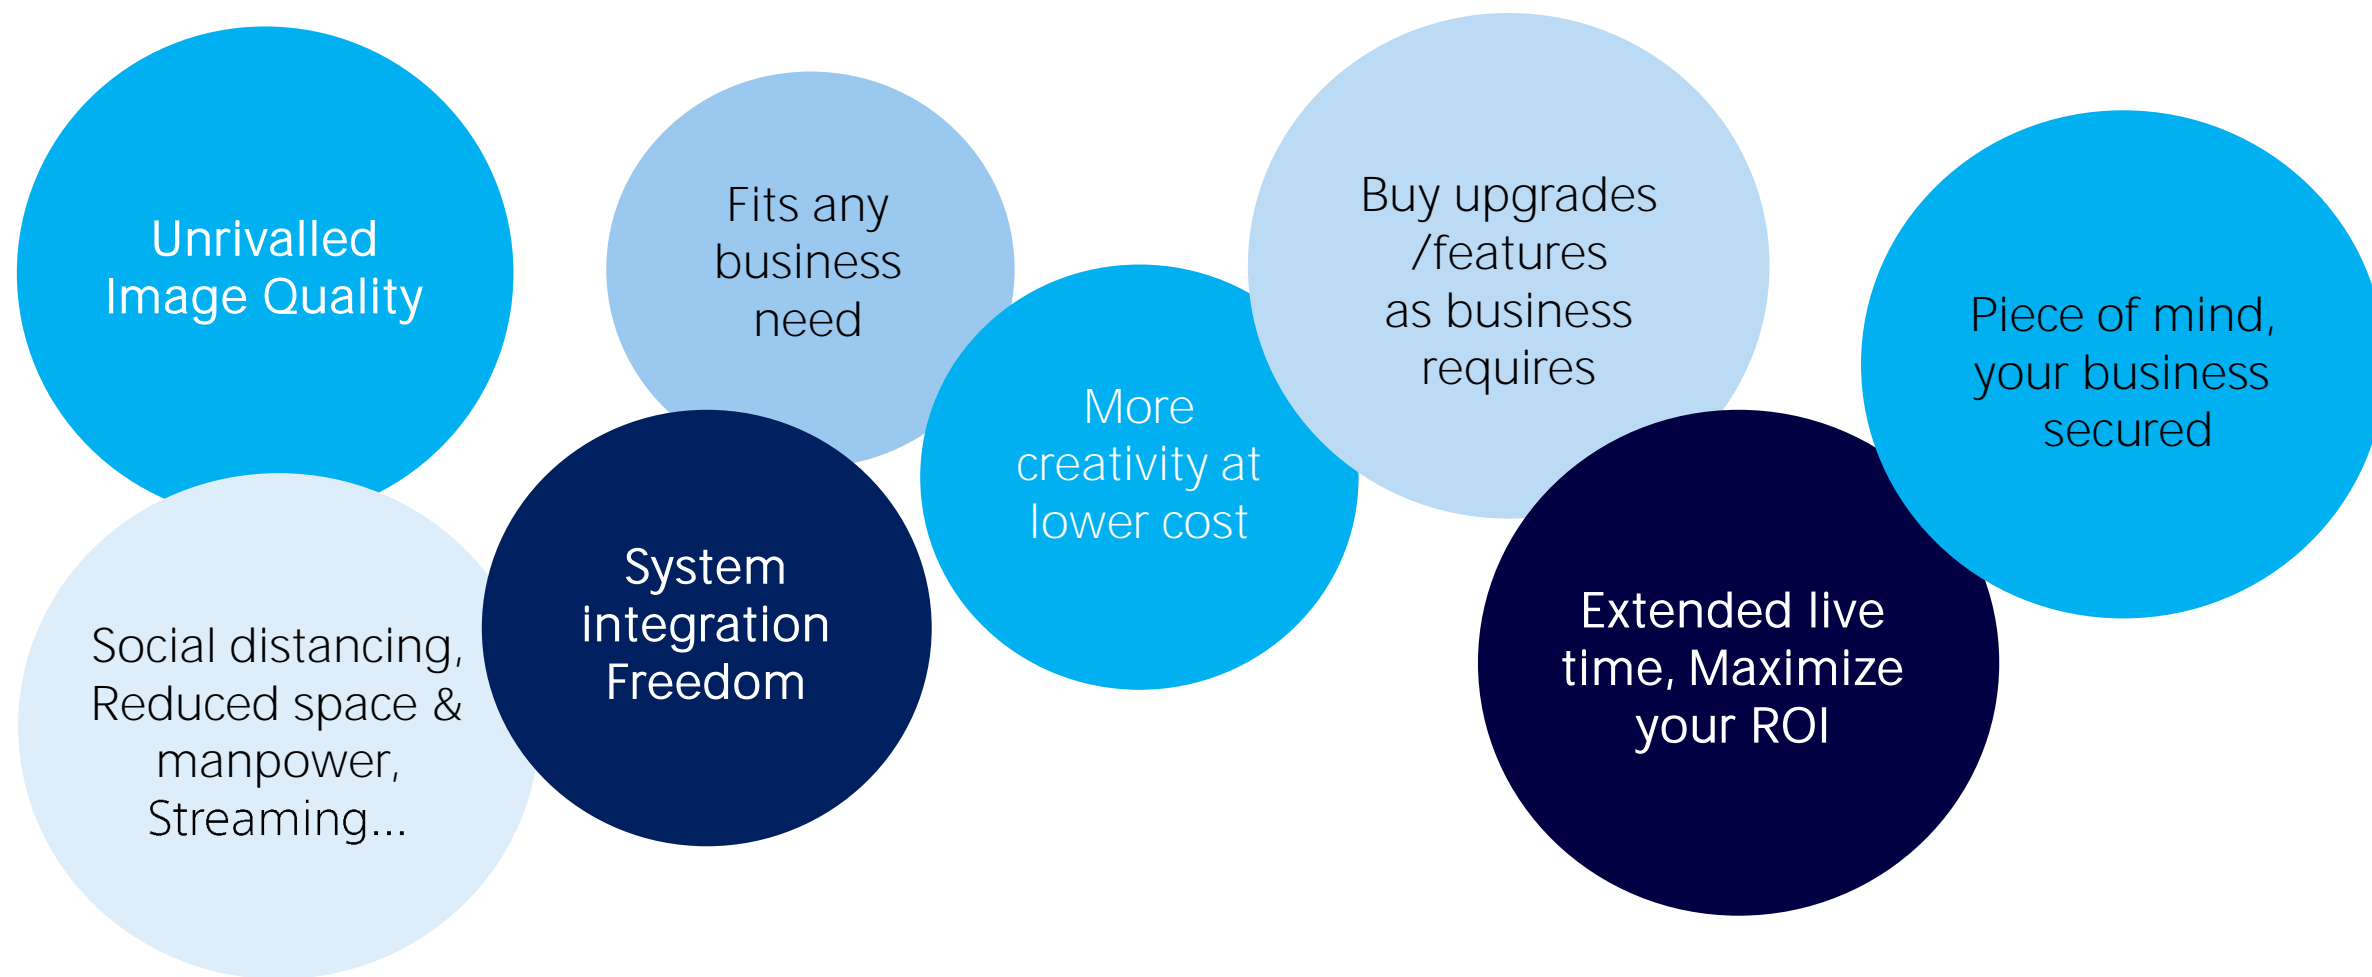 Unrivalled
Image Quality
Social distancing,
Reduced space &
manpower,
Streaming...
Fits any
business
need
System
integration
Freedom
More
creativity at
lower cost
Buy upgrades
/features
as business
requires
Extended live
time, Maximize
your ROI
Piece of mind,
your business
secured